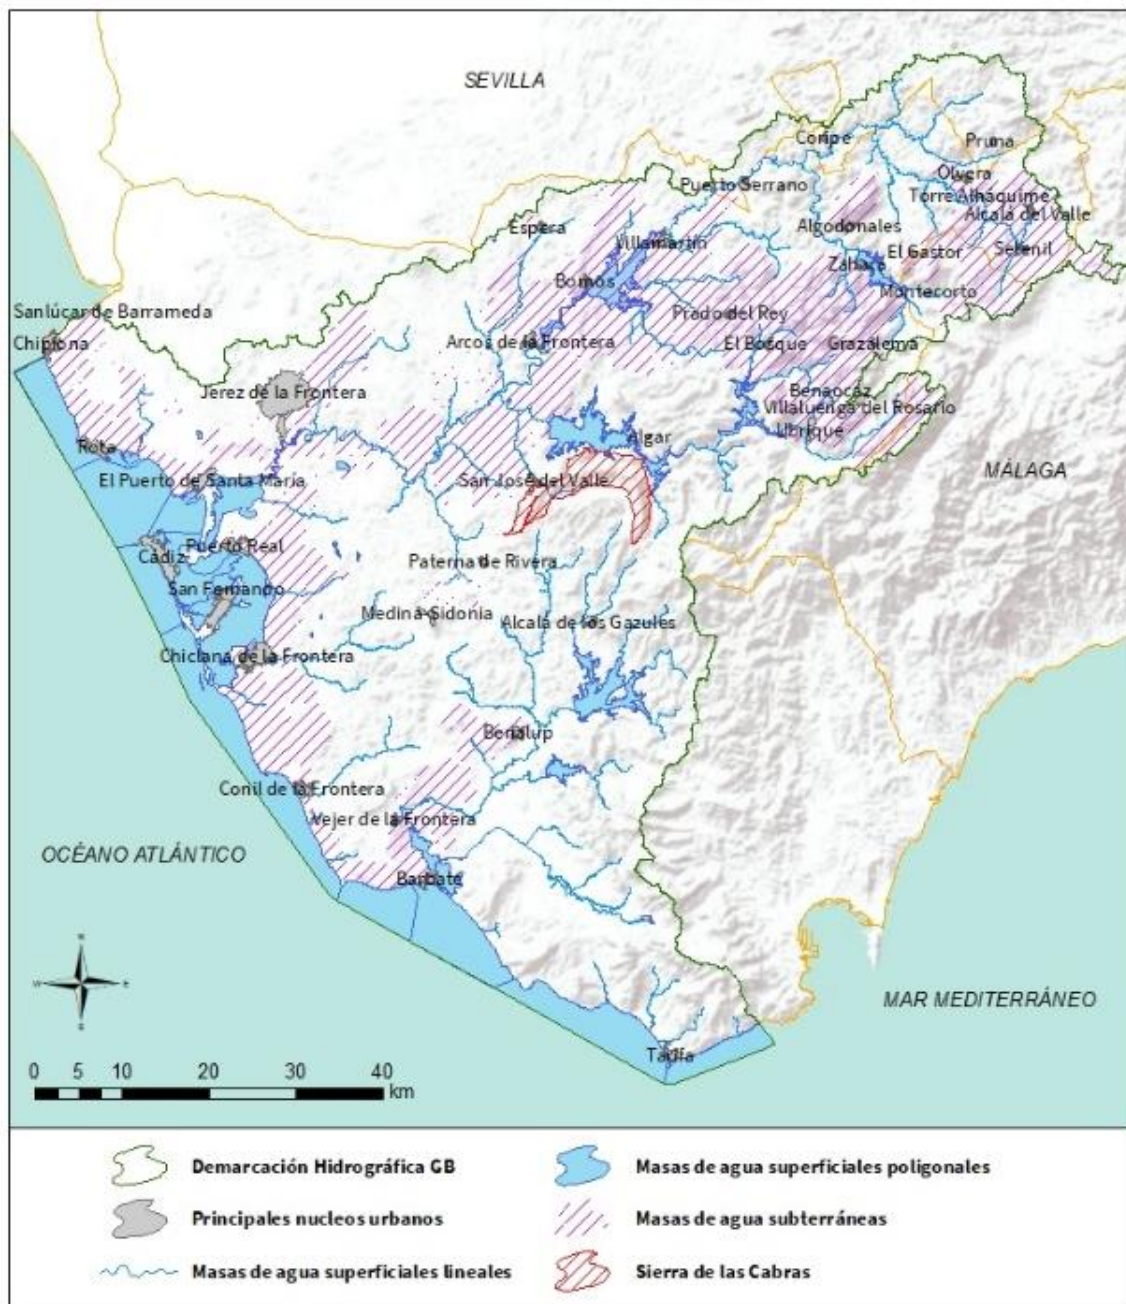 SEVILLA
Coripe
Pruna
Olvera
Puerto Serrano
Torre Alháquime
Alcalá del Valle
Espera
Algodonales
Villamartín
El Gastor
Setenil
Zahara
Bornos
Montecorto
Sanlúcar de Barrameda
Prado del Rey
Chipiona
Arcos de la Frontera
El Bosque
Grazalema
Jerez de la Frontera
Benaocaz
Villaluenga del Rosario
Ubrique
Algar
Rota
MÁLAGA
El Puerto de Santa María
San José del Valle
Puerto Real
Cádiz
Paterna de Rivera
San Fernando
Medina-Sidonia
Alcalá de los Gazules
Chiclana de la Frontera
Benalup
Conil de la Frontera
Vejer de la Frontera
OCÉANO ATLÁNTICO
Barbate
N
W E
S
MAR MEDITERRÁNEO
Tarifa
0 5 10 20 30 40
km
Demarcación Hidrográfica GB
Masas de agua superficiales poligonales
Principales nucleos urbanos
Masas de agua subterráneas
Masas de agua superficiales lineales
Sierra de las Cabras